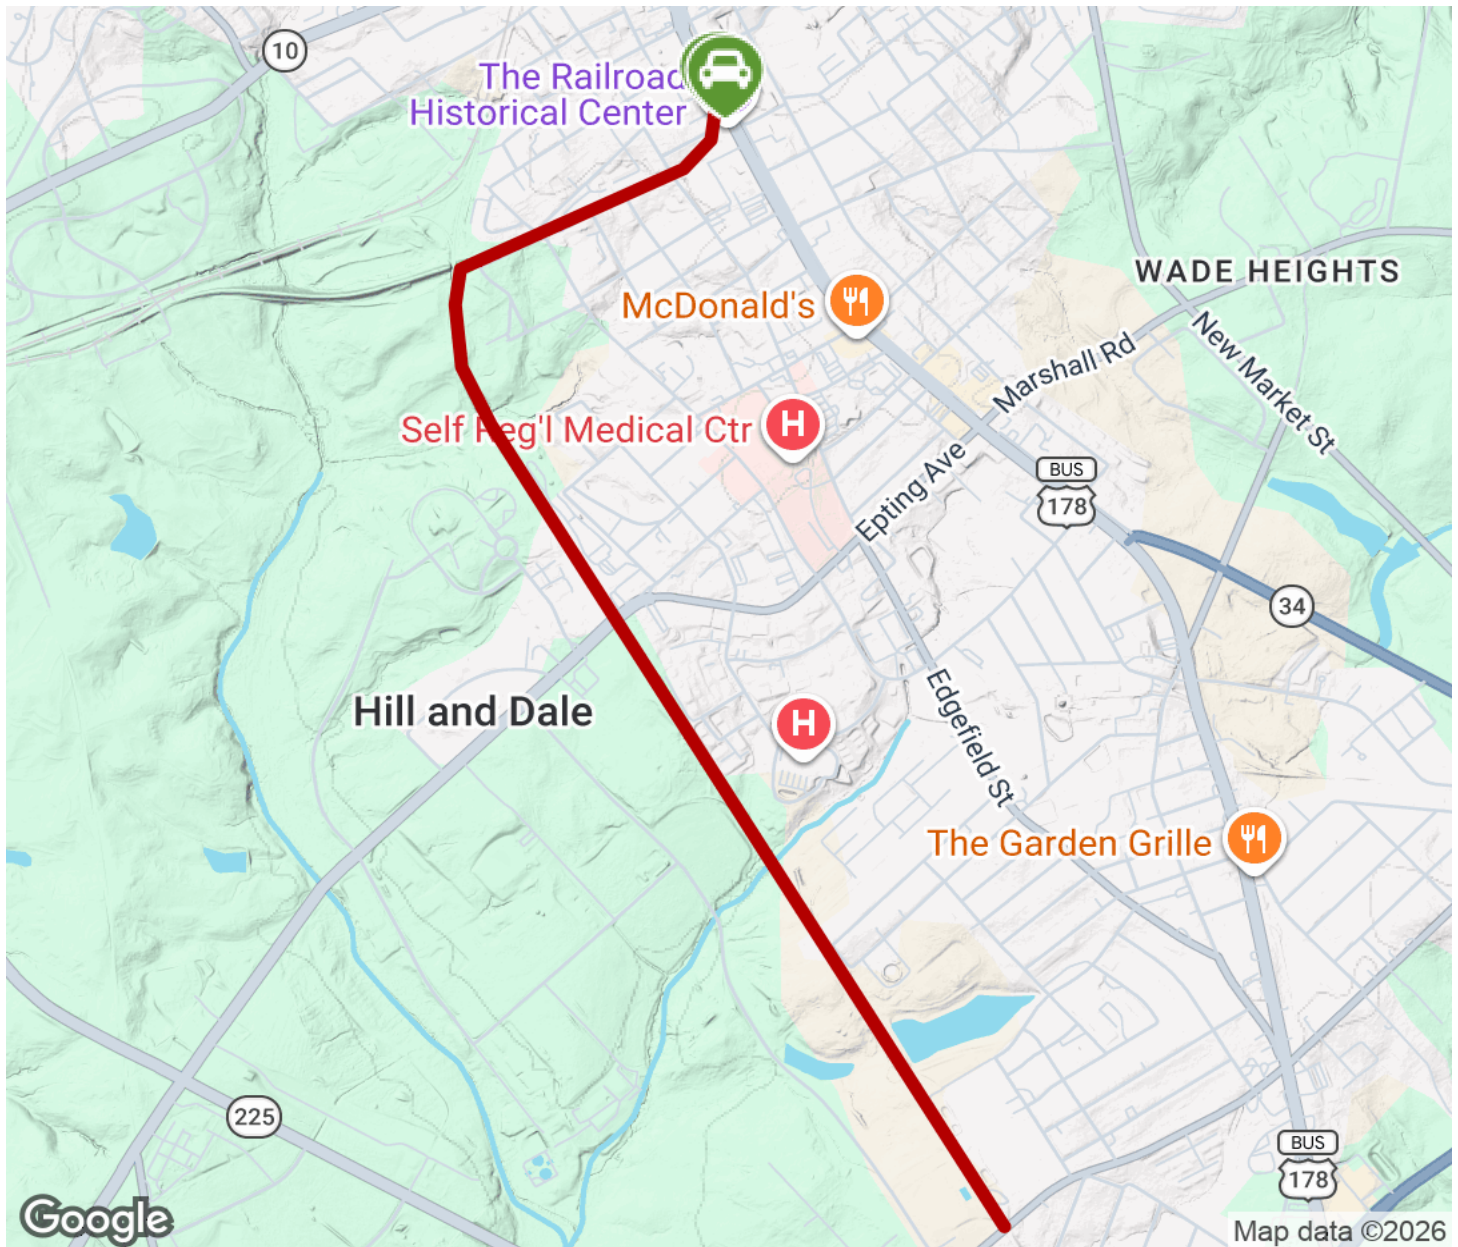 10
The Railroad
Historical Center
WADE HEIGHTS
McDonald's
Marshall Rd
New Market St
Self Reg'l Medical Ctr
H
Epting Ave
BUS
178
34
Hill and Dale
H
Edgefield St
The Garden Grille
225
BUS
178
Google
Map data ©2026